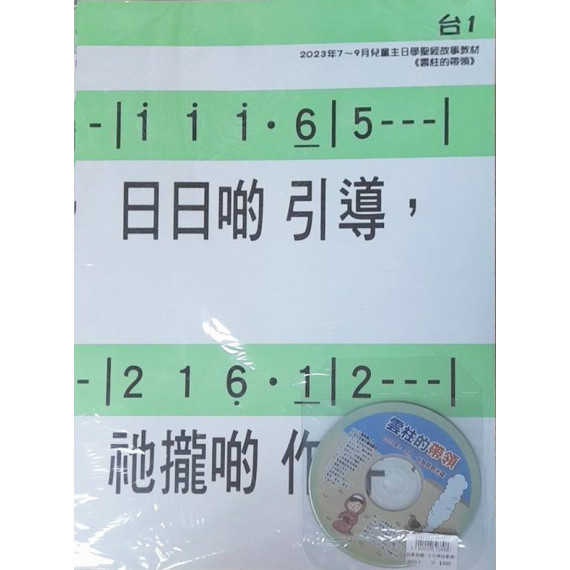 台1
2023年7～9月兒童主日學聖經故事教材
《雲柱的帶領》
-|i i i·6|5---|
日日啲 引導，
-|2 1 6·1|2---|
祂攏啲 作
雲柱的帶領